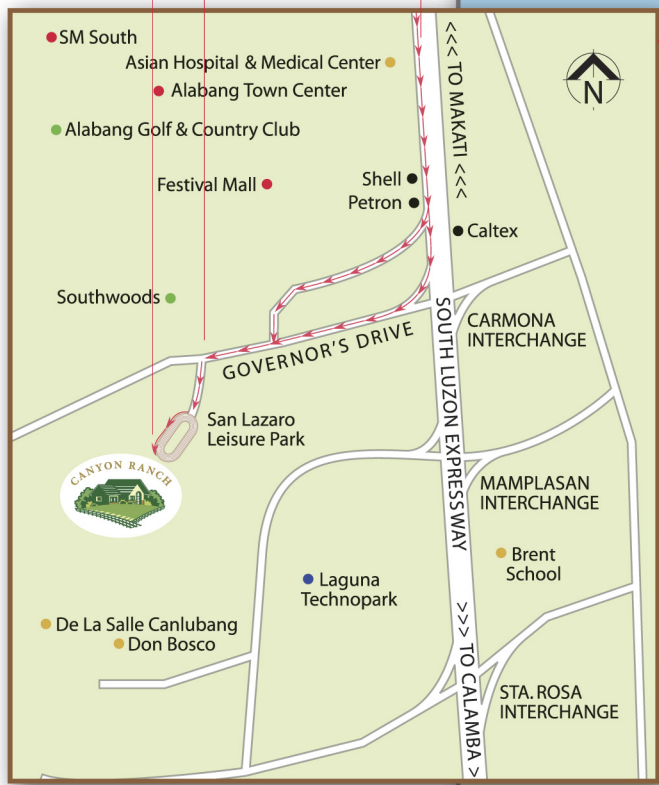 SM South
Asian Hospital & Medical Center
Alabang Town Center
Alabang Golf & Country Club
Festival Mall
Shell
Petron
Caltex
<<< TO MAKATI <<<
N
Southwoods
GOVERNOR'S DRIVE
SOUTH LUZON EXPRESSWAY
CARMONA
INTERCHANGE
San Lazaro
Leisure Park
CANYON RANCH
MAMPLASAN
INTERCHANGE
Brent
School
Laguna
Technopark
De La Salle Canlubang
Don Bosco
>>> TO CALAMBA >
STA. ROSA
INTERCHANGE